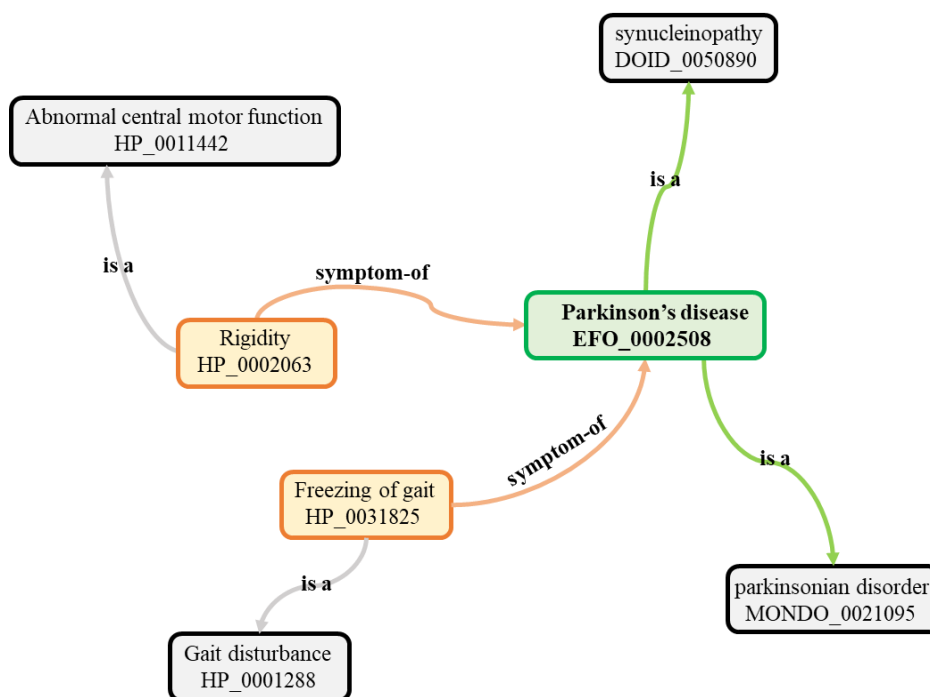 synucleinopathy
DOID_0050890
Abnormal central motor function
HP_0011442
is a
is a
symptom-of
Parkinson's disease
EFO_0002508
Rigidity
HP_0002063
symptom-of
is a
Freezing of gait
HP_0031825
is a
parkinsonian disorder
MONDO_0021095
Gait disturbance
HP_0001288